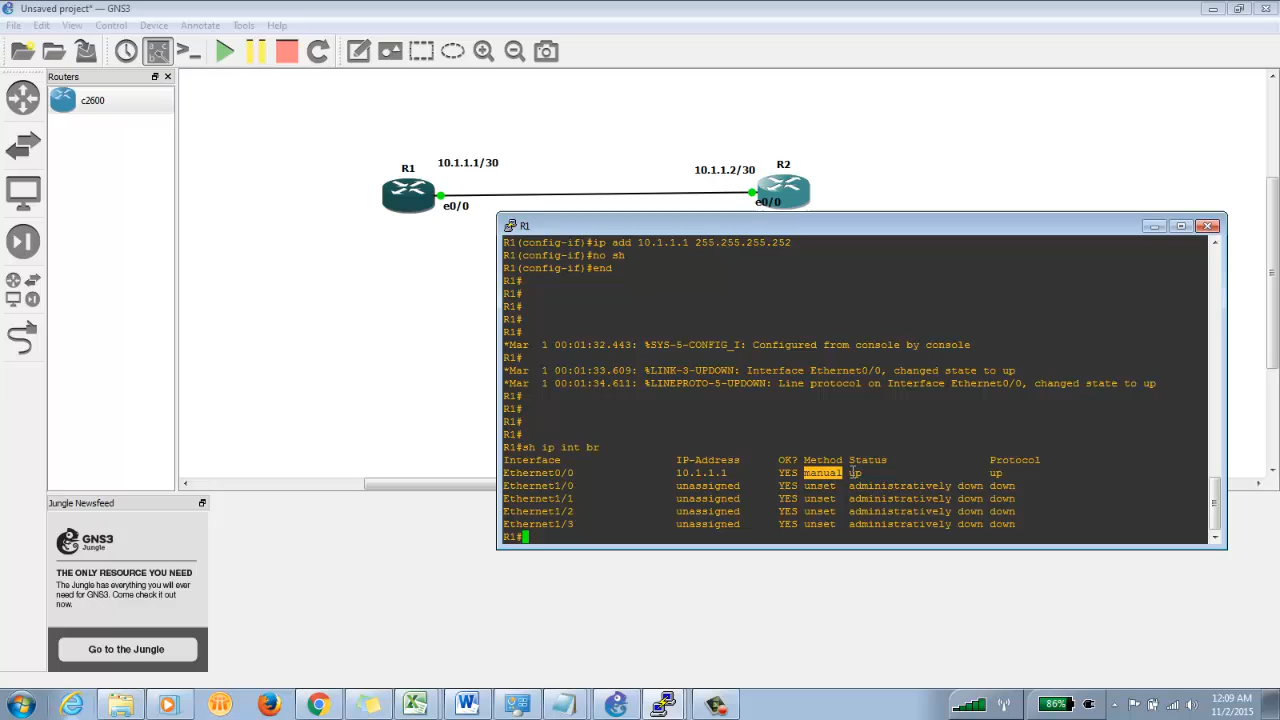 Unsaved project* — GNS3
File Edit View Control Device Annotate Tools Help
Routers
c2600
R1
10.1.1.1/30
e0/0
10.1.1.2/30
R2
e0/0
R1
R1(config-if)#ip add 10.1.1.1 255.255.255.252
R1(config-if)#no sh
R1(config-if)#end
R1#
R1#
R1#
R1#
R1#
*Mar 1 00:01:32.443: %SYS-5-CONFIG_I: Configured from console by console
R1#
*Mar 1 00:01:33.609: %LINK-3-UPDOWN: Interface Ethernet0/0, changed state to up
*Mar 1 00:01:34.611: %LINEPROTO-5-UPDOWN: Line protocol on Interface Ethernet0/0, changed state to up
R1#
R1#
R1#
R1#
R1#sh ip int br
Interface IP-Address OK? Method Status Protocol
Ethernet0/0 10.1.1.1 YES manual up up
Ethernet1/0 unassigned YES unset administratively down down
Ethernet1/1 unassigned YES unset administratively down down
Ethernet1/2 unassigned YES unset administratively down down
Ethernet1/3 unassigned YES unset administratively down down
R1#
Jungle Newsfeed
GNS3
Jungle
THE ONLY RESOURCE YOU NEED
The Jungle has everything you will ever
need for GNS3. Come check it out
now.
Go to the Jungle
86%
12:09 AM
11/2/2015